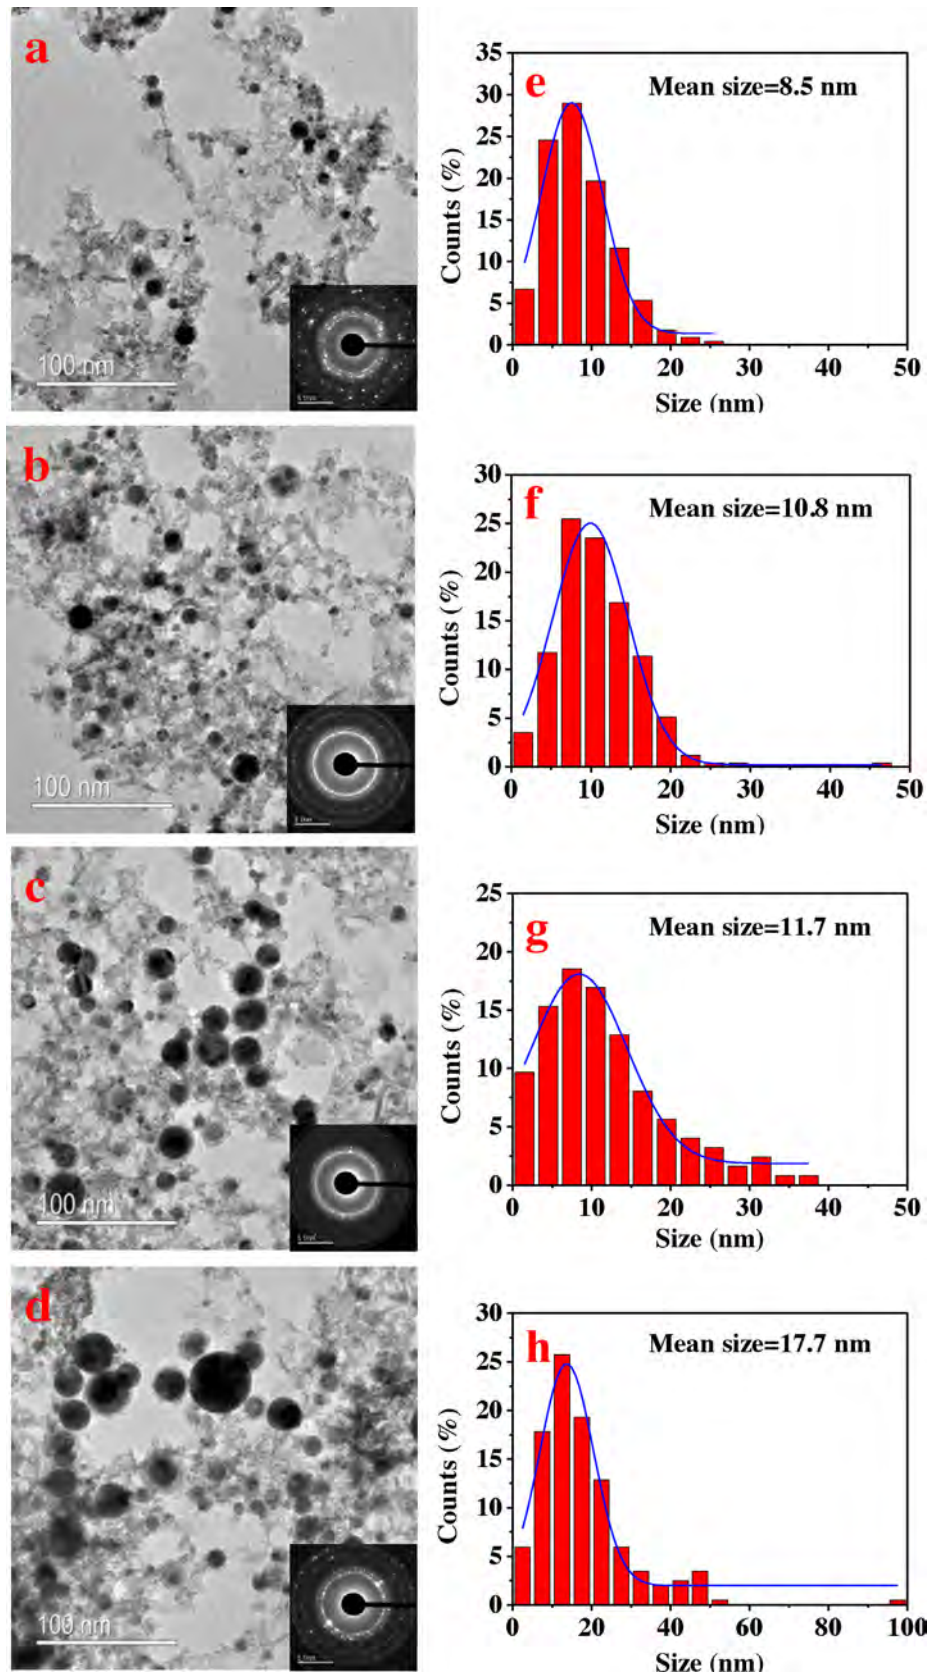 a
100 nm
e
Mean size=8.5 nm
Counts (%)
35
30
25
20
15
10
5
0
0 10 20 30 40 50
Size (nm)
b
100 nm
f
Mean size=10.8 nm
Counts (%)
30
25
20
15
10
5
0
0 10 20 30 40 50
Size (nm)
c
100 nm
g
Mean size=11.7 nm
Counts (%)
25
20
15
10
5
0
0 10 20 30 40 50
Size (nm)
d
100 nm
h
Mean size=17.7 nm
Counts (%)
30
25
20
15
10
5
0
0 20 40 60 80 100
Size (nm)